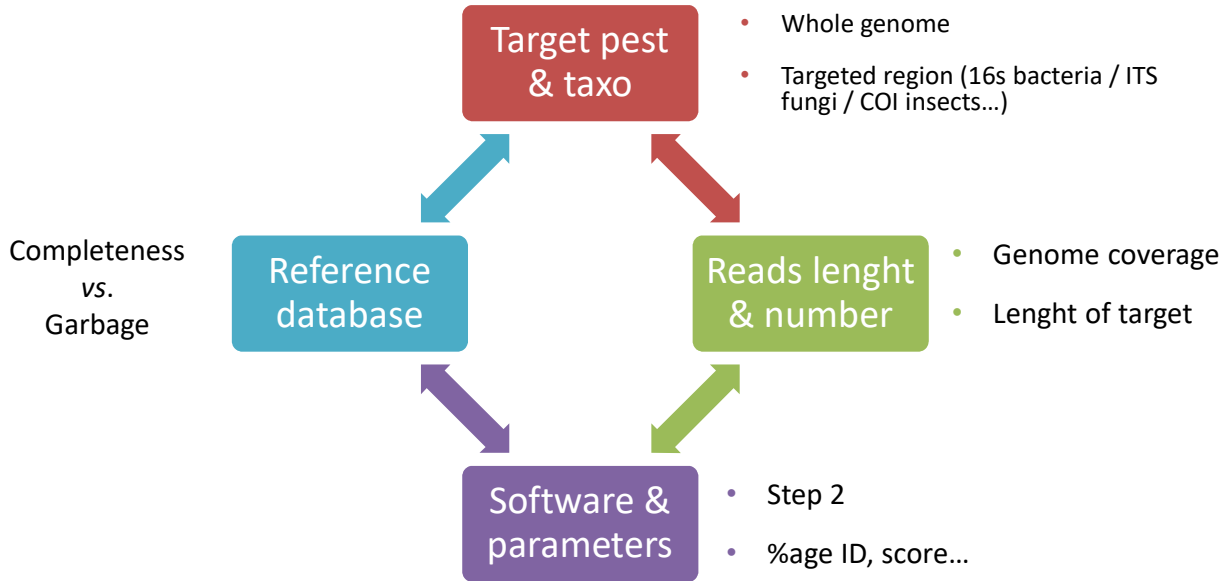 Target pest
& taxo
• Whole genome
• Targeted region (16s bacteria / ITS
fungi / COI insects…)
Completeness
vs.
Garbage
Reference
database
Reads lenght
& number
• Genome coverage
• Lenght of target
Software &
parameters
• Step 2
• %age ID, score…